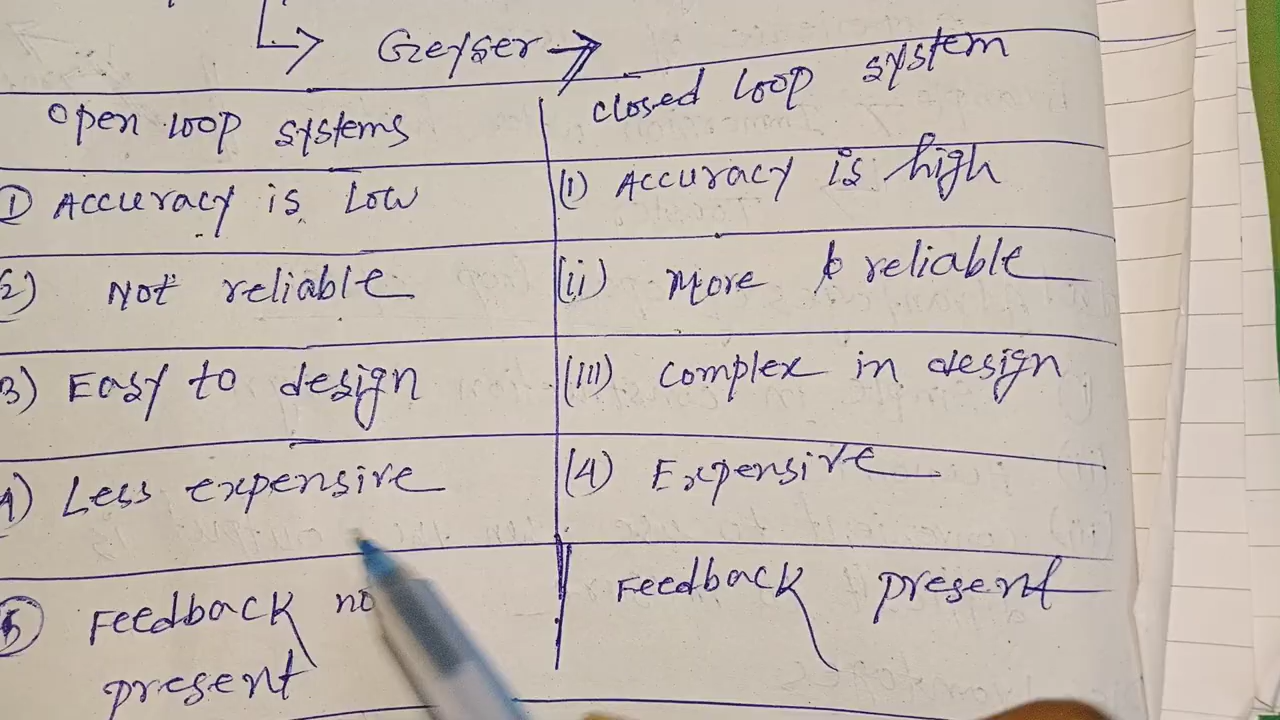 Geyser
Open loop systems
closed loop system
1 Accuracy is Low
(i) Accuracy is high
2) Not reliable
(ii) More reliable
3) Easy to design
(iii) complex in design
4) Less expensive
(4) Expensive
5) Feedback no
present
Feedback present